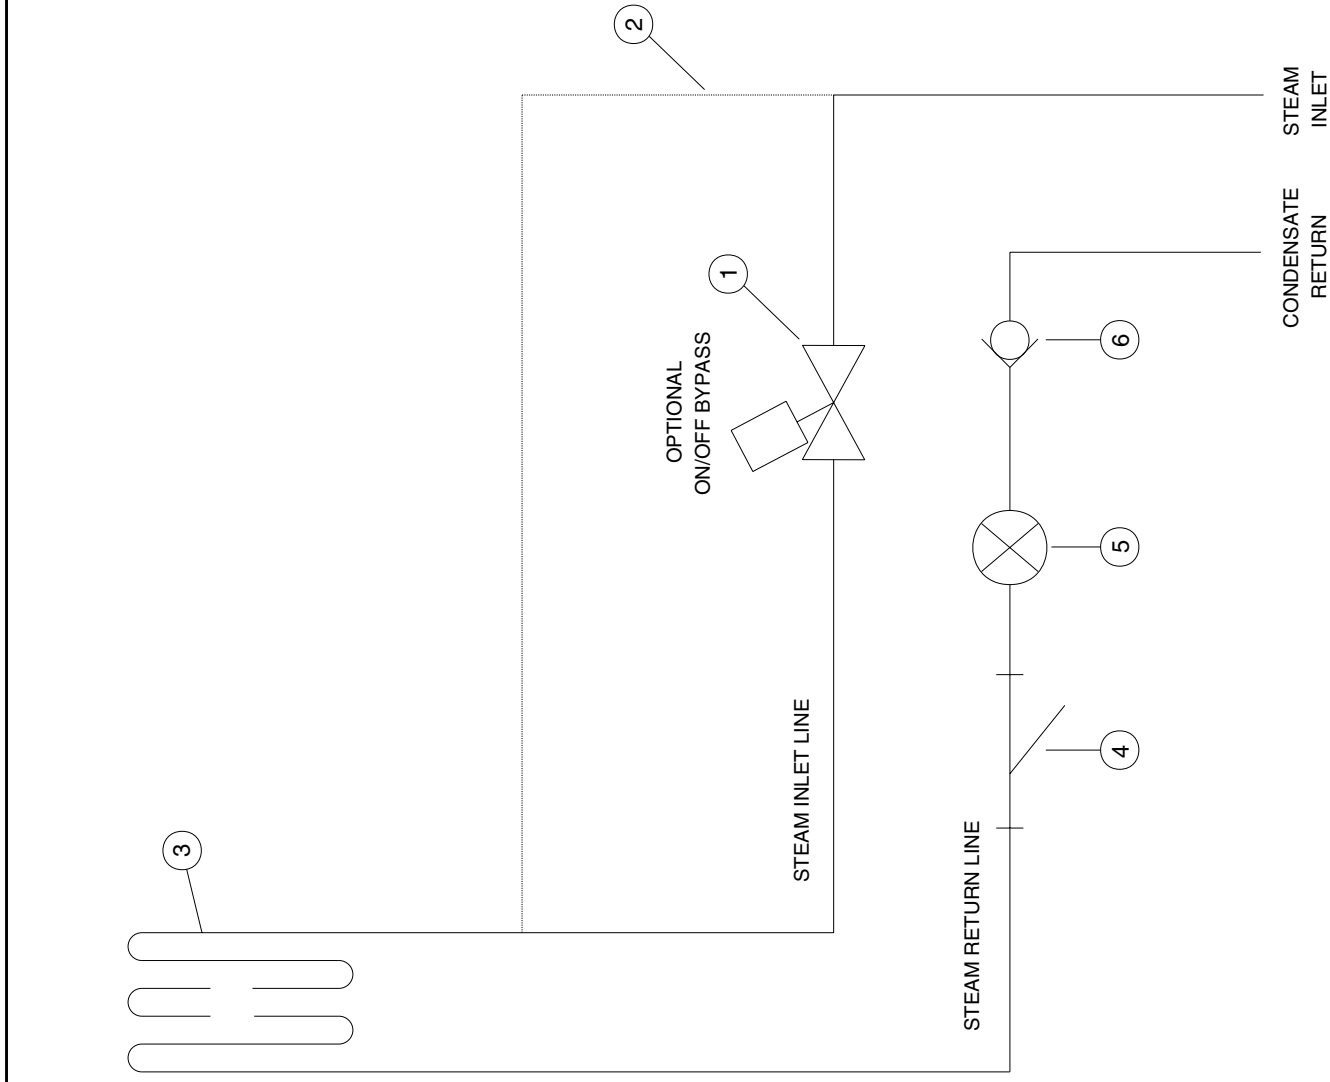 3
2
OPTIONAL
ON/OFF BYPASS
1
STEAM INLET LINE
STEAM RETURN LINE
4
5
6
CONDENSATE
RETURN
STEAM
INLET